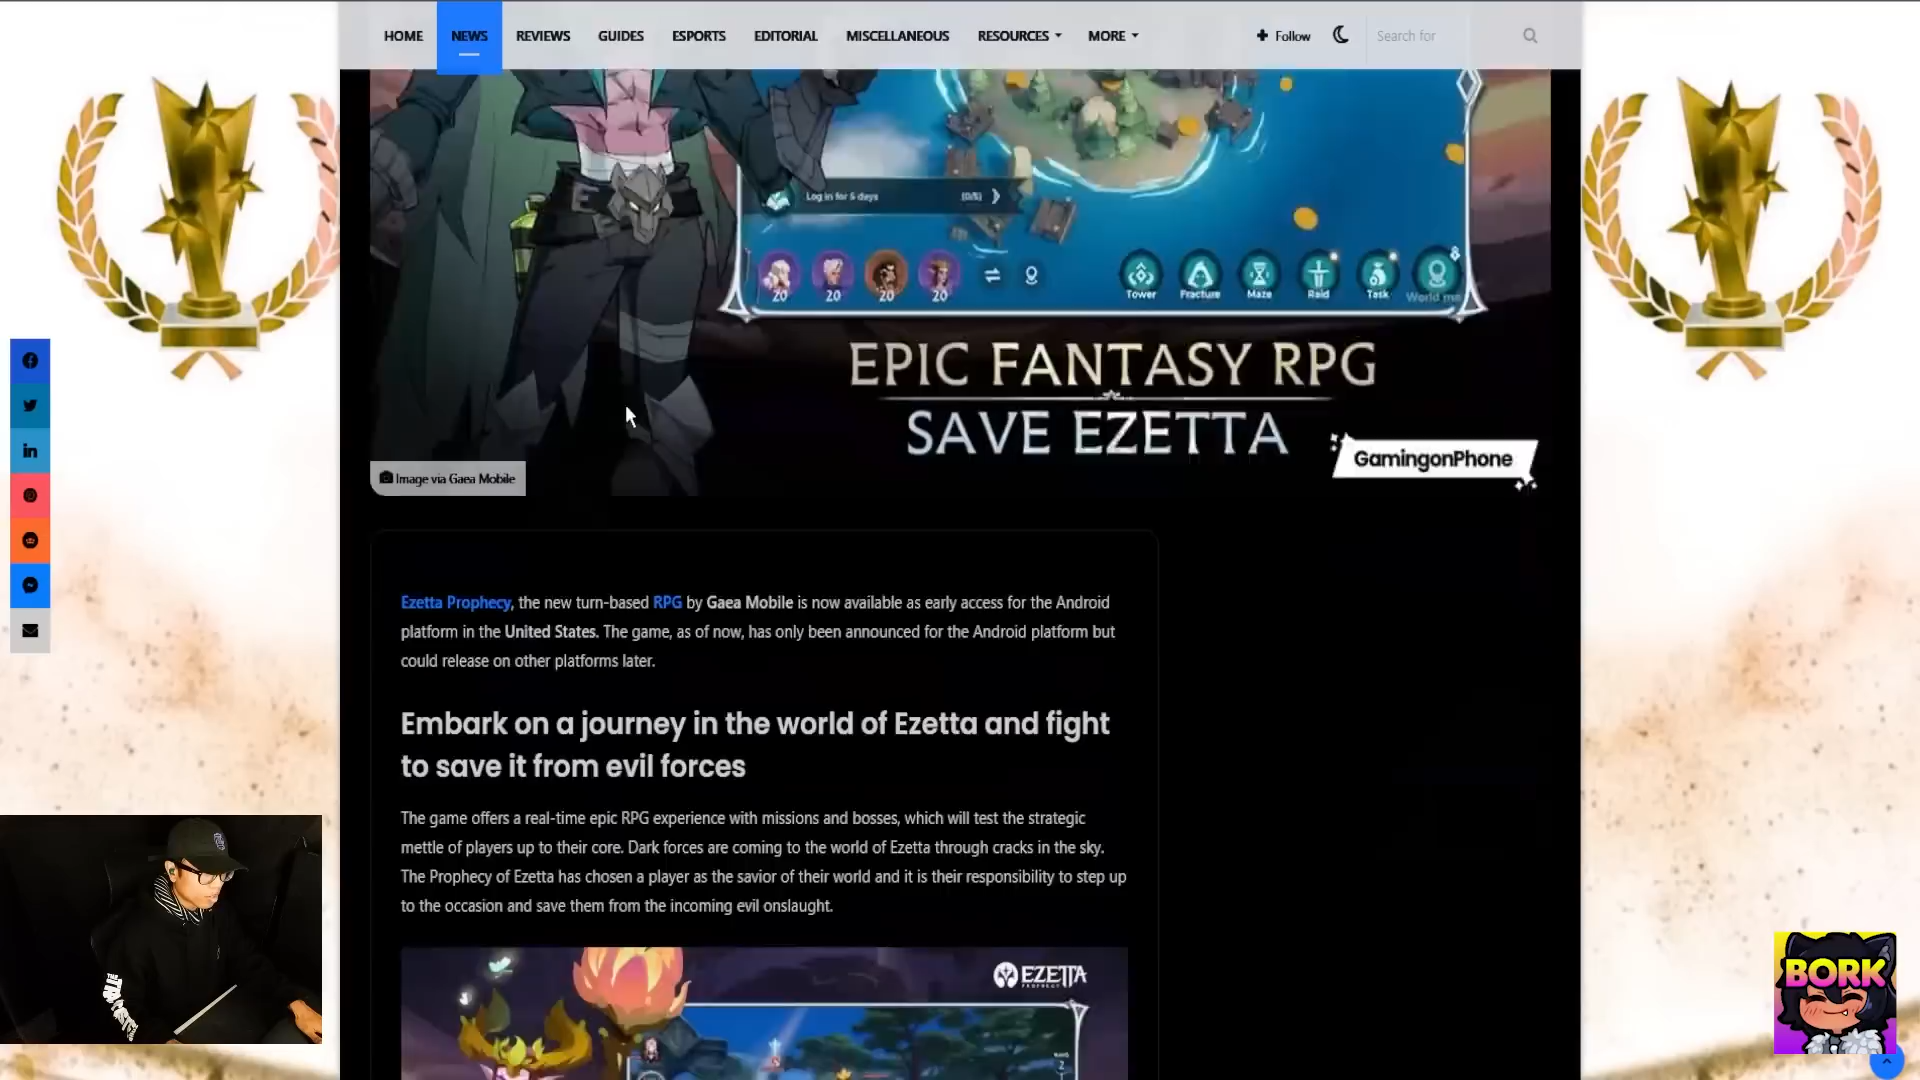 HOME NEWS REVIEWS GUIDES ESPORTS EDITORIAL MISCELLANEOUS RESOURCES MORE Follow Search for
Log in for 5 days
20 20 20 20
Tower Fracture Maze Raid Task World
EPIC FANTASY RPG
SAVE EZETTA
GamingonPhone
Image via Gaea Mobile
Ezetta Prophecy, the new turn-based RPG by Gaea Mobile is now available as early access for the Android
platform in the United States. The game, as of now, has only been announced for the Android platform but
could release on other platforms later.
Embark on a journey in the world of Ezetta and fight
to save it from evil forces
The game offers a real-time epic RPG experience with missions and bosses, which will test the strategic
mettle of players up to their core. Dark forces are coming to the world of Ezetta through cracks in the sky.
The Prophecy of Ezetta has chosen a player as the savior of their world and it is their responsibility to step up
to the occasion and save them from the incoming evil onslaught.
EZETTA
PROPHECY
BORK